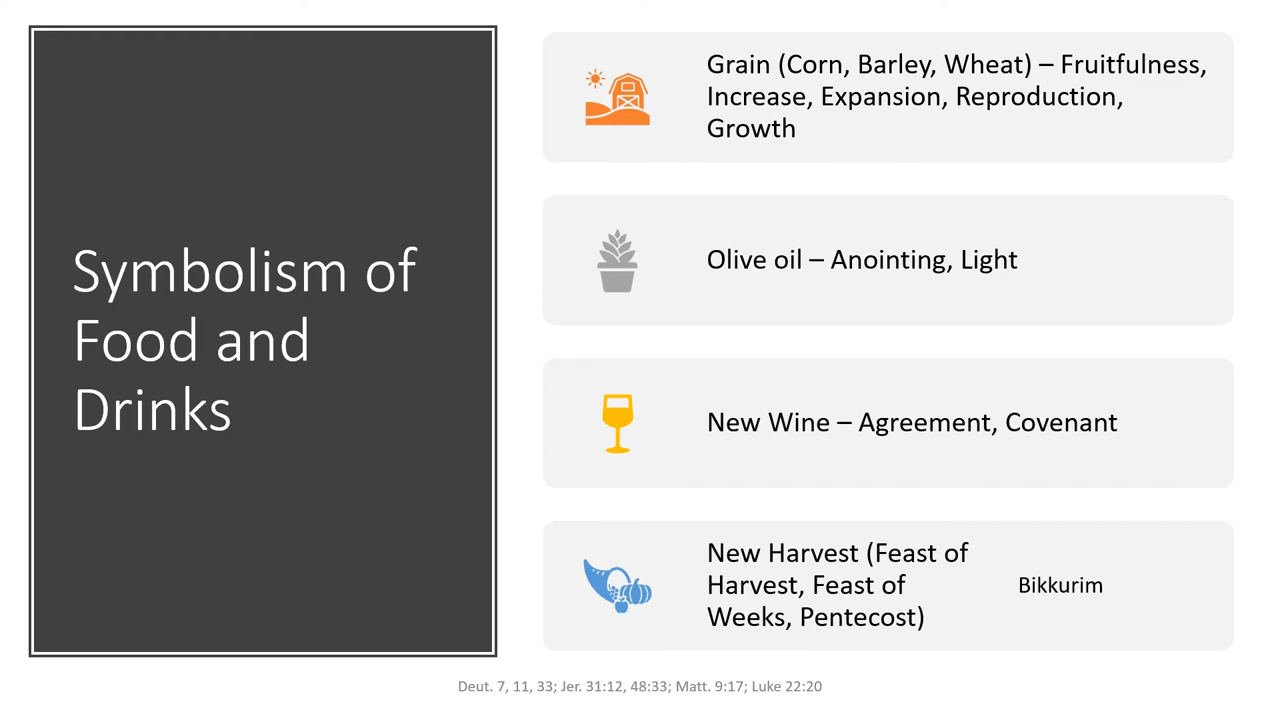 Symbolism of
Food and
Drinks
Grain (Corn, Barley, Wheat) – Fruitfulness,
Increase, Expansion, Reproduction,
Growth
Olive oil – Anointing, Light
New Wine – Agreement, Covenant
New Harvest (Feast of
Harvest, Feast of
Weeks, Pentecost)
Bikkurim
Deut. 7, 11, 33; Jer. 31:12, 48:33; Matt. 9:17; Luke 22:20